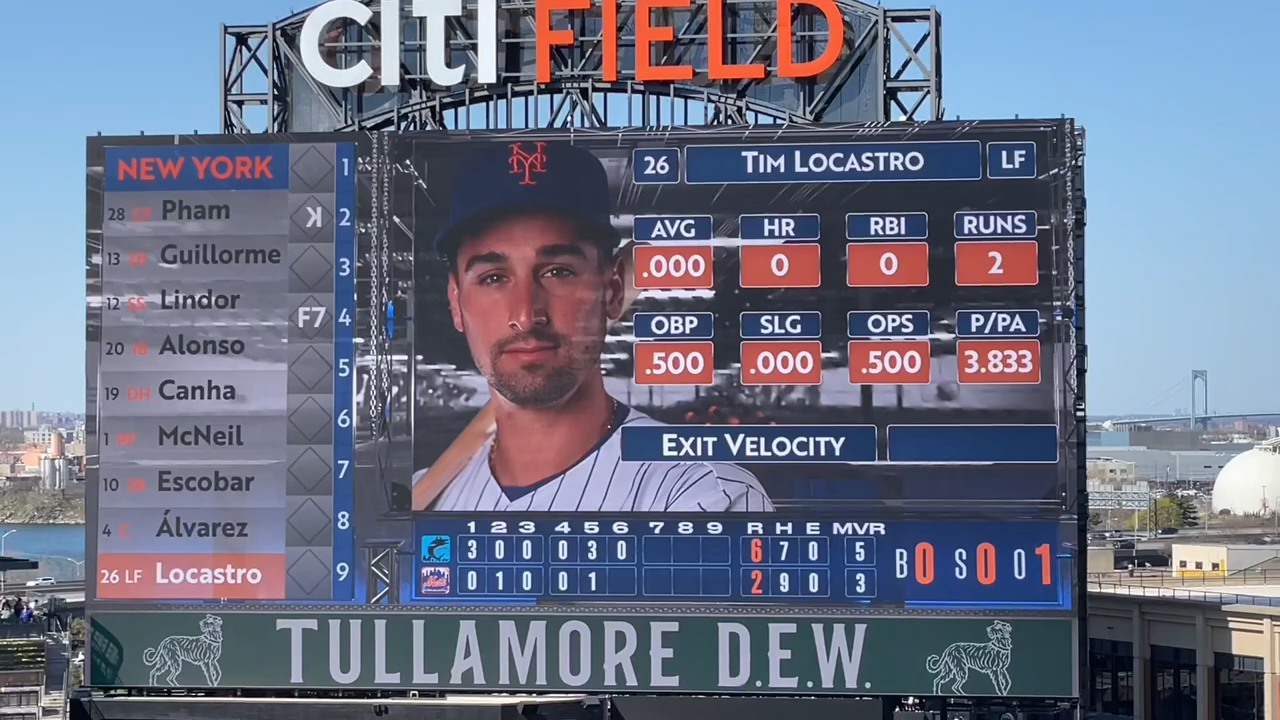 citi FIELD
NEW YORK 1
28 Pham K 2
13 Guillorme 3
12 SS Lindor F7 4
20 1B Alonso 5
19 DH Canha 6
1 McNeil 7
10 Escobar 8
4 C Álvarez
26 LF Locastro 9
26 TIM LOCASTRO LF
AVG HR RBI RUNS
.000 0 0 2
OBP SLG OPS P/PA
.500 .000 .500 3.833
EXIT VELOCITY
1 2 3 4 5 6 7 8 9 R H E MVR
3 0 0 0 3 0 6 7 0 5
Mets 0 1 0 0 1 2 9 0 3
B 0 S 0 O 1
TULLAMORE D.E.W.